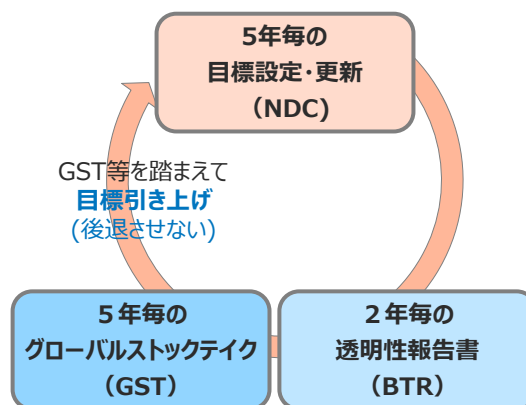 5年毎の
目標設定・更新
（NDC)
GST等を踏まえて
目標引き上げ
(後退させない)
５年毎の
グローバルストックテイク
（GST）
２年毎の
透明性報告書
（BTR）